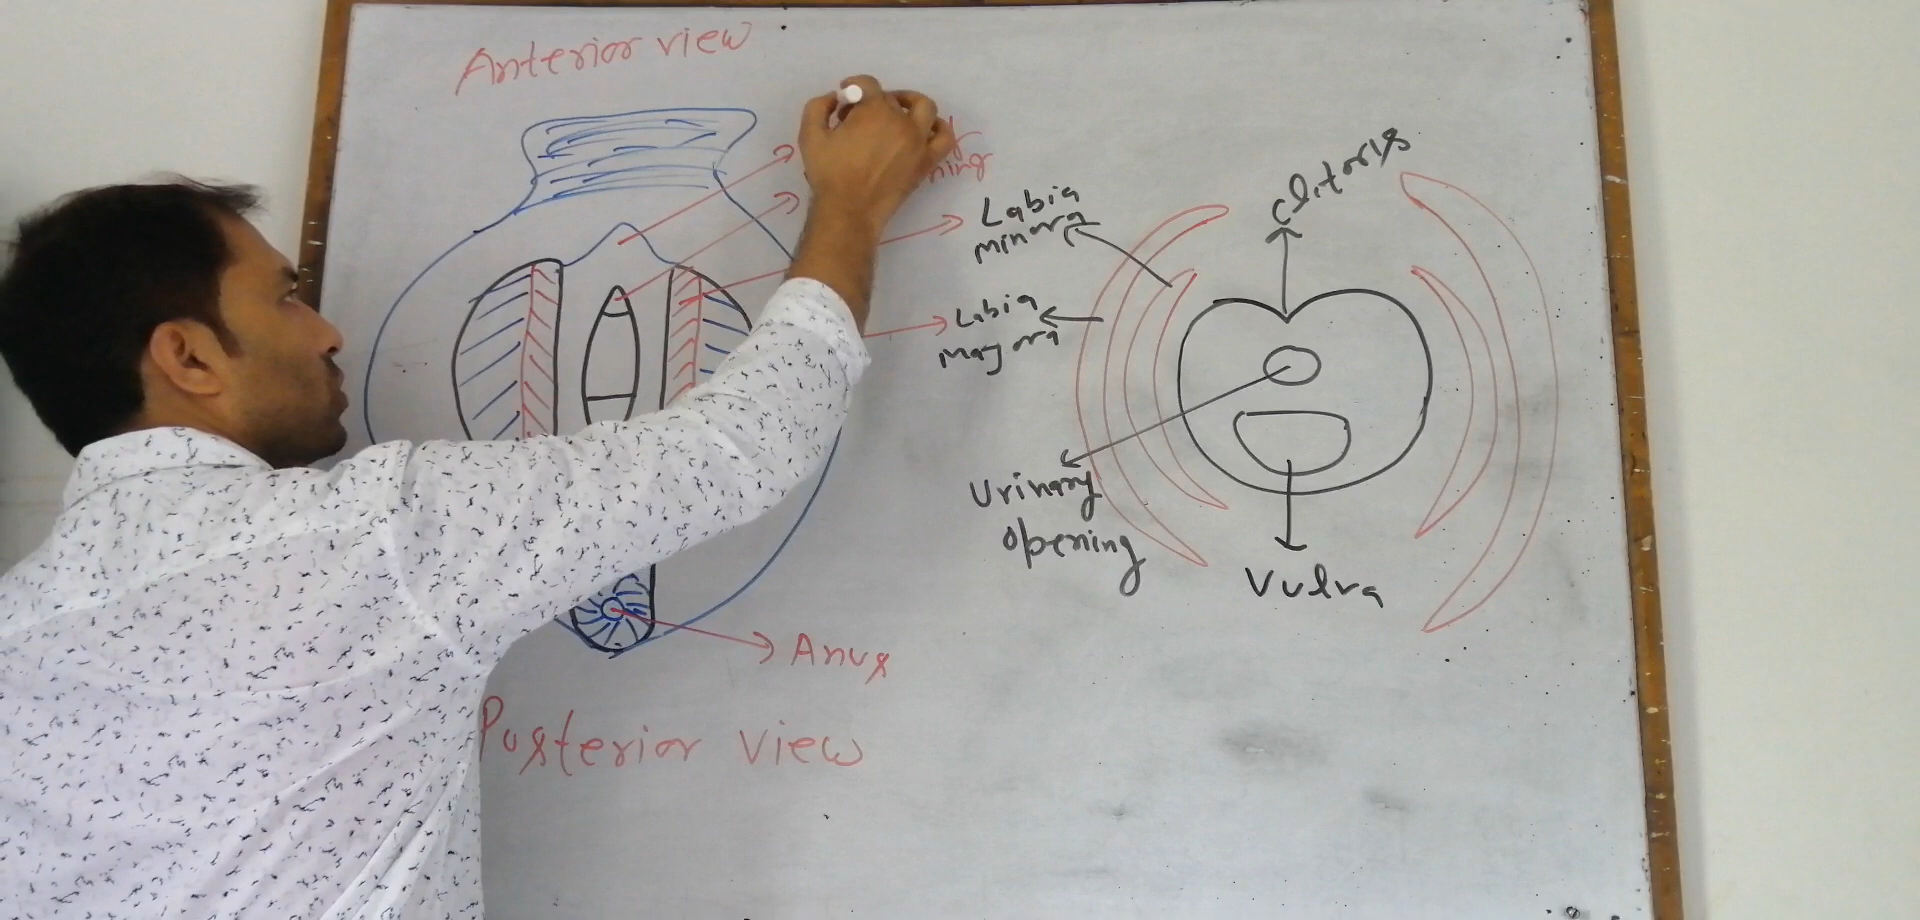 Anterior view
Labia
minora
Labia
majora
clitoris
Urinary
opening
Vulva
Anus
Posterior view